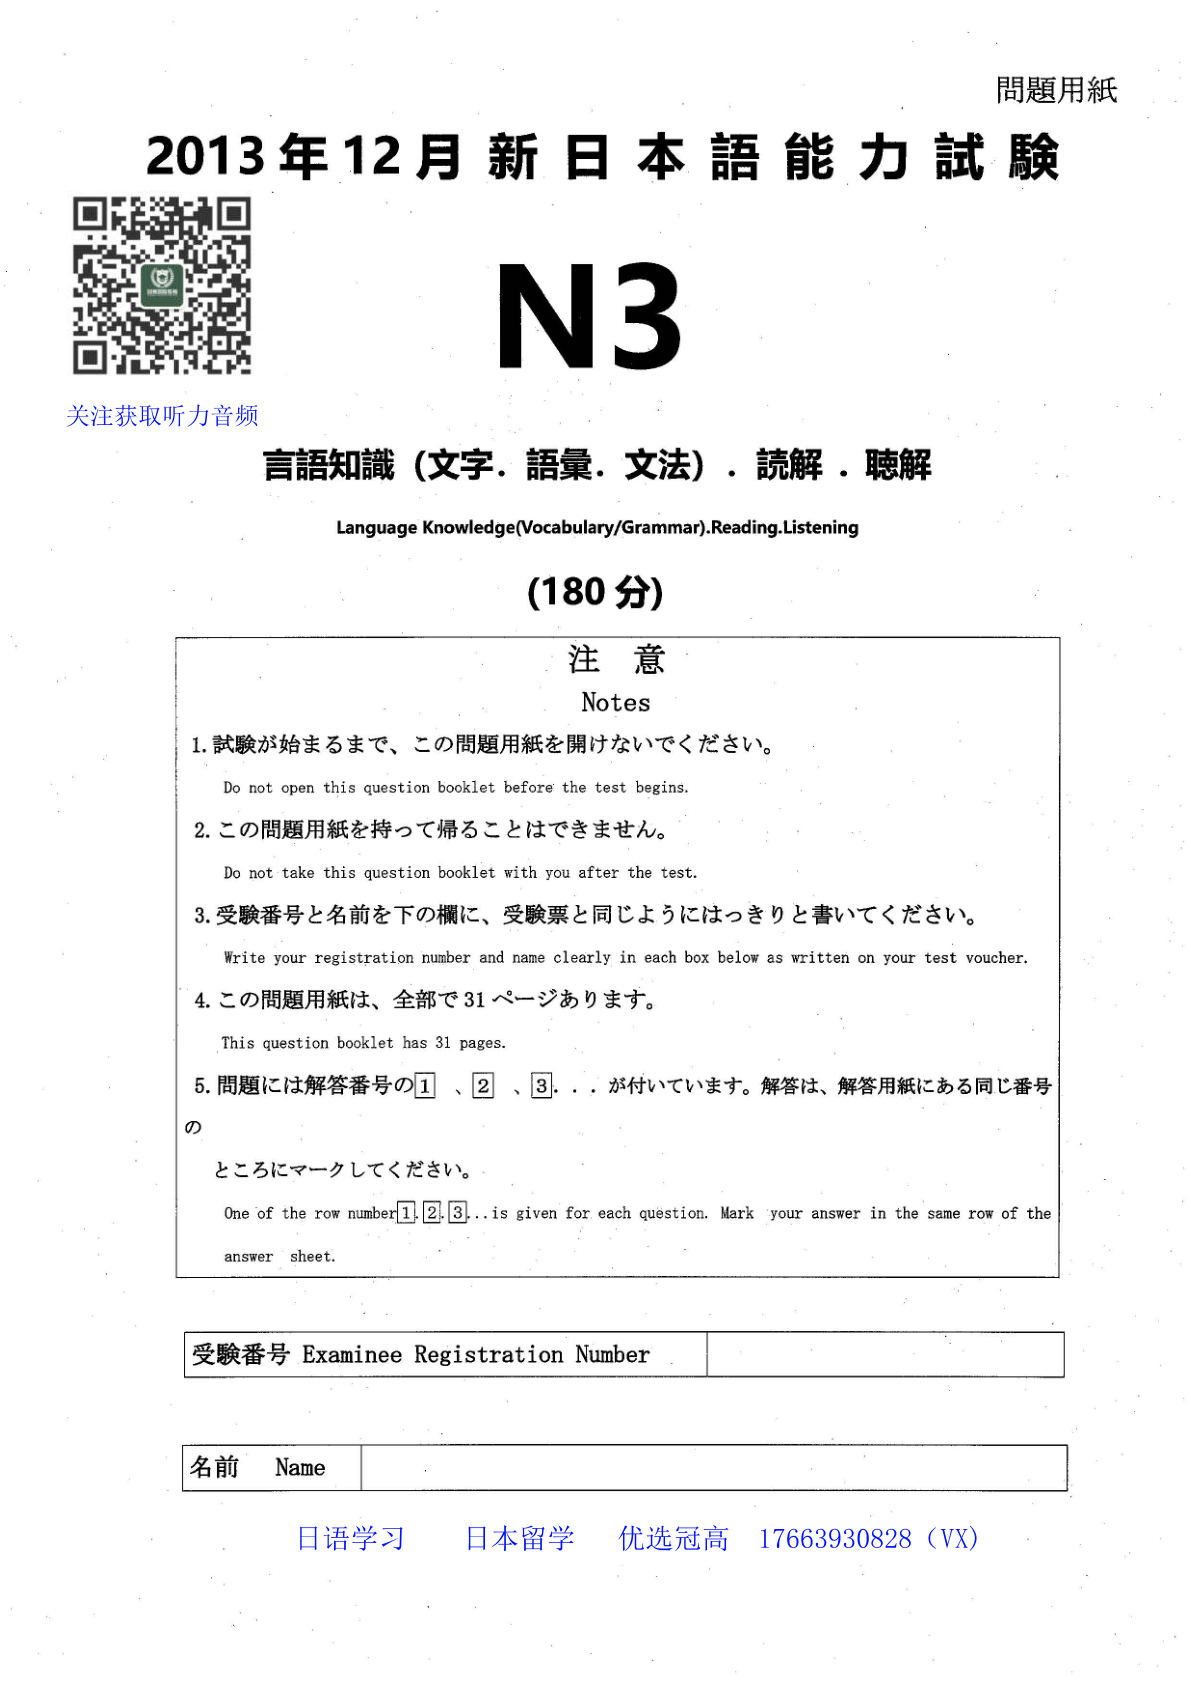 問題用紙
2013年12月 新日本語能力試験
N3
关注获取听力音频
言語知識（文字．語彙．文法）．読解．聴解
Language Knowledge(Vocabulary/Grammar).Reading.Listening
(180 分)
注　意
Notes
1. 試験が始まるまで、この問題用紙を開けないでください。
Do not open this question booklet before the test begins.
2. この問題用紙を持って帰ることはできません。
Do not take this question booklet with you after the test.
3. 受験番号と名前を下の欄に、受験票と同じようにはっきりと書いてください。
Write your registration number and name clearly in each box below as written on your test voucher.
4. この問題用紙は、全部で 31 ページあります。
This question booklet has 31 pages.
5. 問題には解答番号の1 、2 、3．．．が付いています。解答は、解答用紙にある同じ番号
の
ところにマークしてください。
One of the row number1.2.3...is given for each question. Mark your answer in the same row of the
answer sheet.
受験番号 Examinee Registration Number
名前 Name
日语学习 日本留学 优选冠高 17663930828（VX)